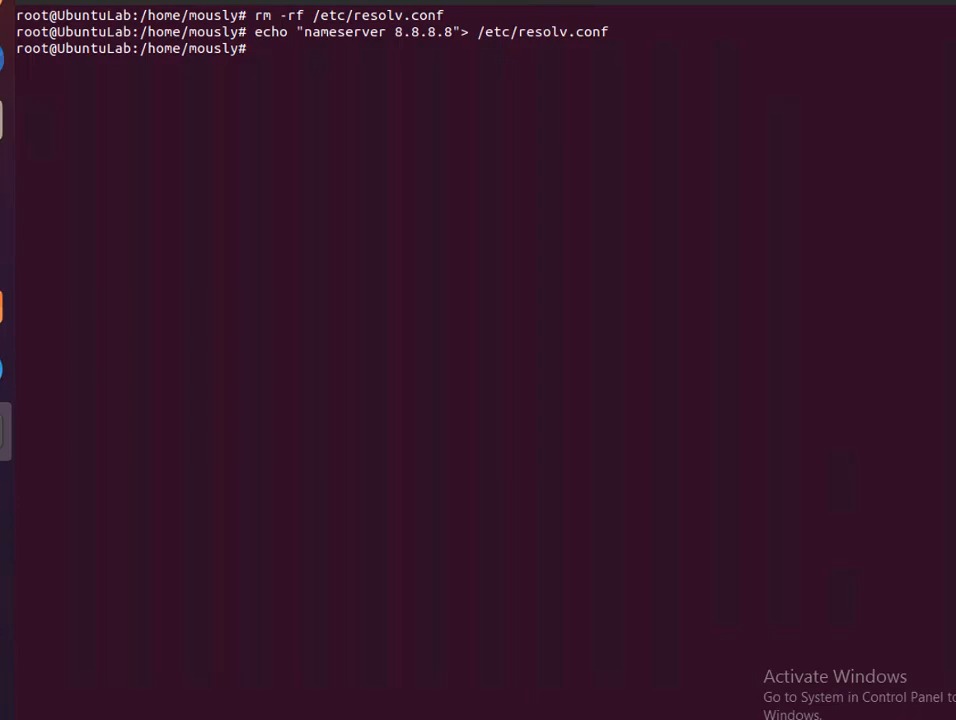 root@UbuntuLab:/home/mously# rm -rf /etc/resolv.conf
root@UbuntuLab:/home/mously# echo "nameserver 8.8.8.8"> /etc/resolv.conf
root@UbuntuLab:/home/mously#
Activate Windows
Go to System in Control Panel to
Windows.